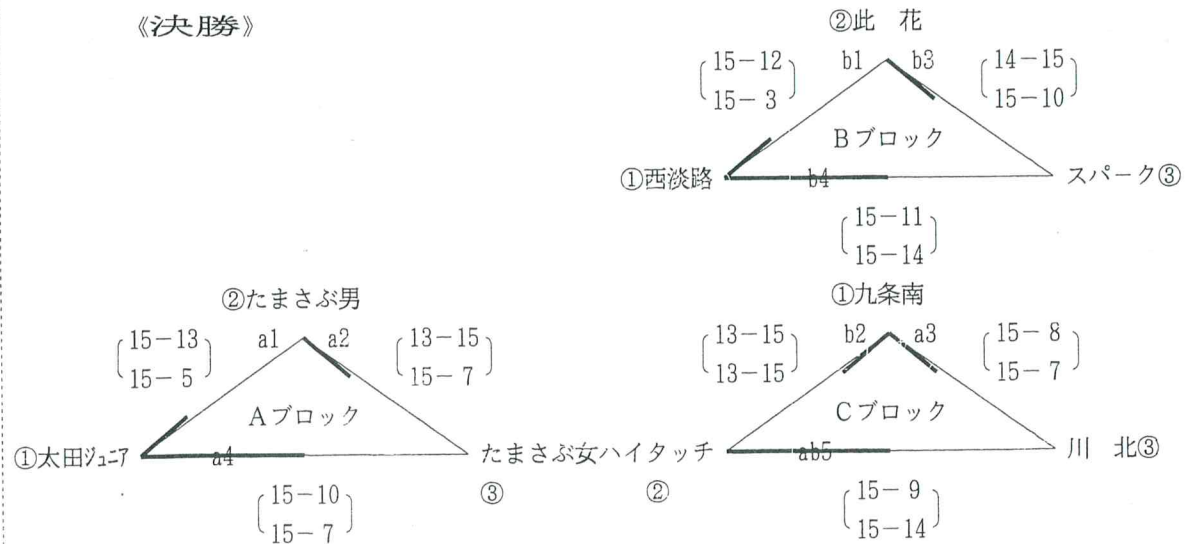 《決勝》
②此　花
15－12
15－ 3
b1
b3
14－15
15－10
Bブロック
①西淡路
b4
スパーク③
15－11
15－14
②たまさぶ男
15－13
15－ 5
a1
a2
13－15
15－ 7
Aブロック
①太田ジュニア
a4
たまさぶ女
③
15－10
15－ 7
①九条南
13－15
13－15
b2
a3
15－ 8
15－ 7
Cブロック
ハイタッチ
②
ab5
川　北③
15－ 9
15－14